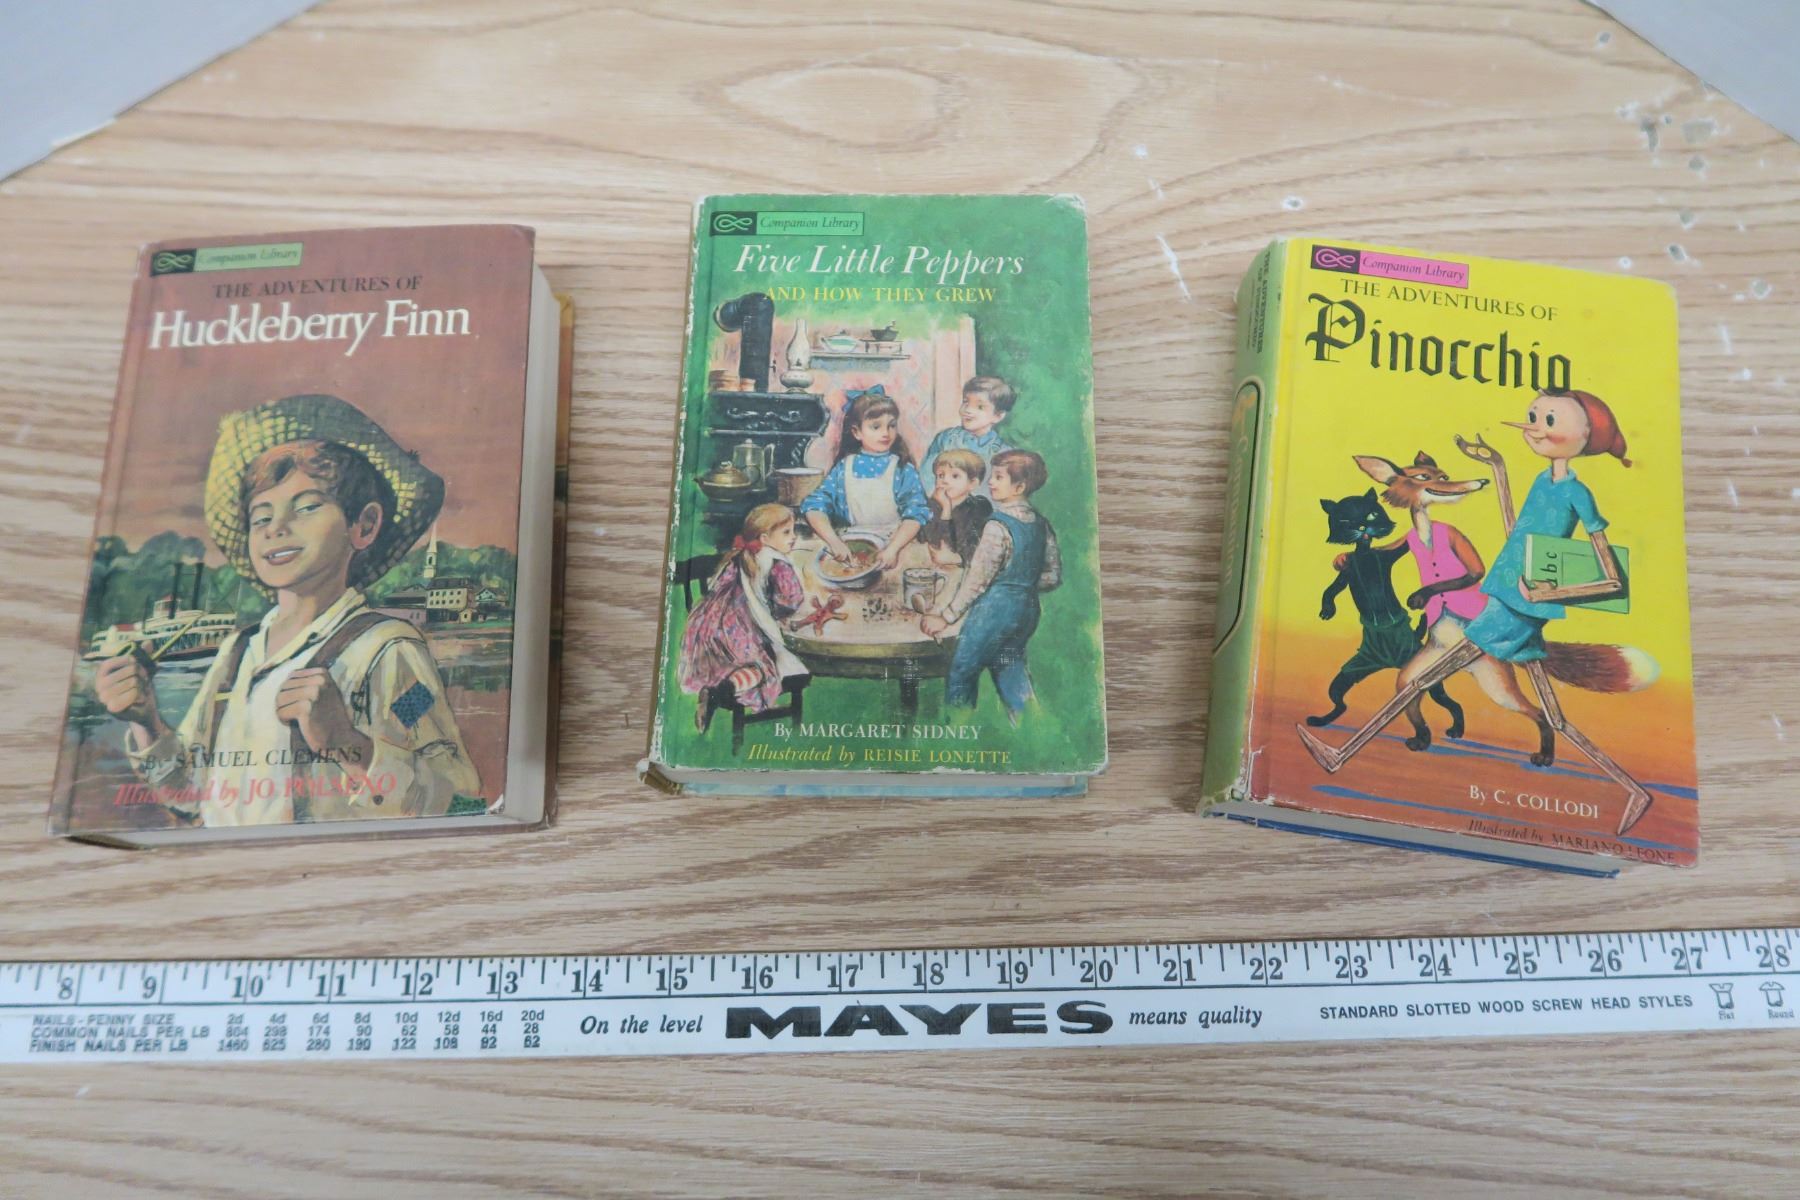 Companion Library
THE ADVENTURES OF
Huckleberry Finn
By SAMUEL CLEMENS
Illustrated by JO POLSENO
Companion Library
Five Little Peppers
AND HOW THEY GREW
By MARGARET SIDNEY
Illustrated by REISIE LONETTE
Companion Library
THE ADVENTURES OF
Pinocchio
abc
By C. COLLODI
Illustrated by MARIANO LEONE
THE ADVENTURES
8 9 10 11 12 13 14 15 16 17 18 19 20 21 22 23 24 25 26 27 28
NAILS - PENNY SIZE 2d 4d 6d 8d 10d 12d 16d 20d
COMMON NAILS PER LB 864 298 174 90 62 58 44 28
FINISH NAILS PER LB 1460 625 280 190 122 108 92 62
On the level MAYES means quality
STANDARD SLOTTED WOOD SCREW HEAD STYLES
Flat Round